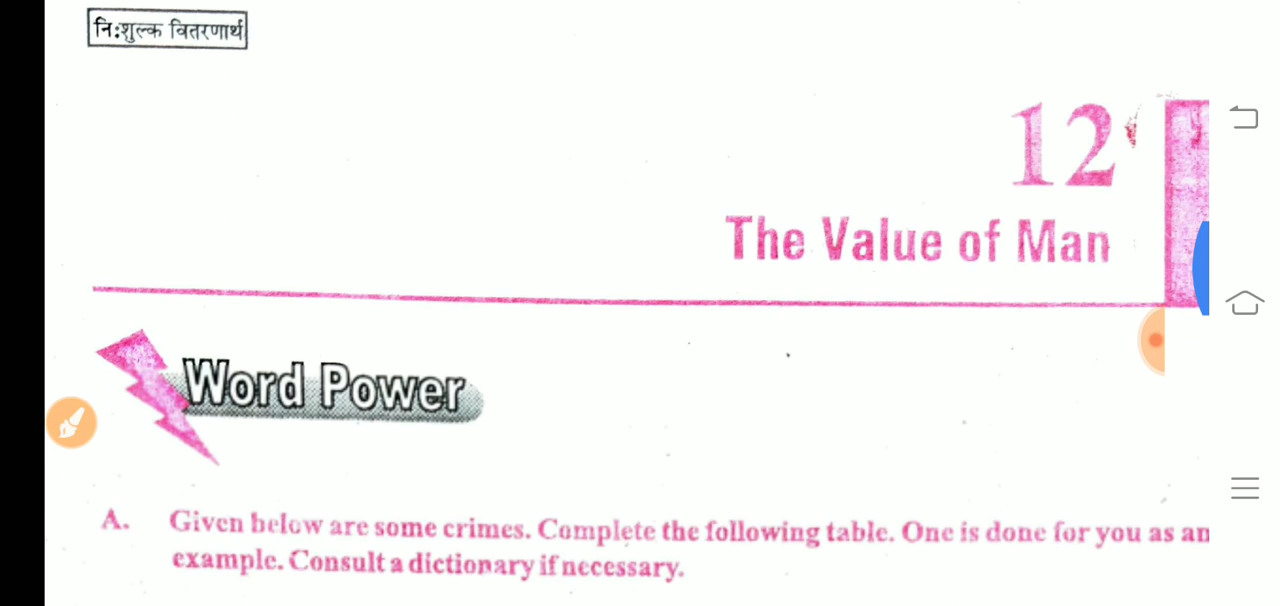 निःशुल्क वितरणार्थ
12
The Value of Man
Word Power
A. Given below are some crimes. Complete the following table. One is done for you as an
example. Consult a dictionary if necessary.